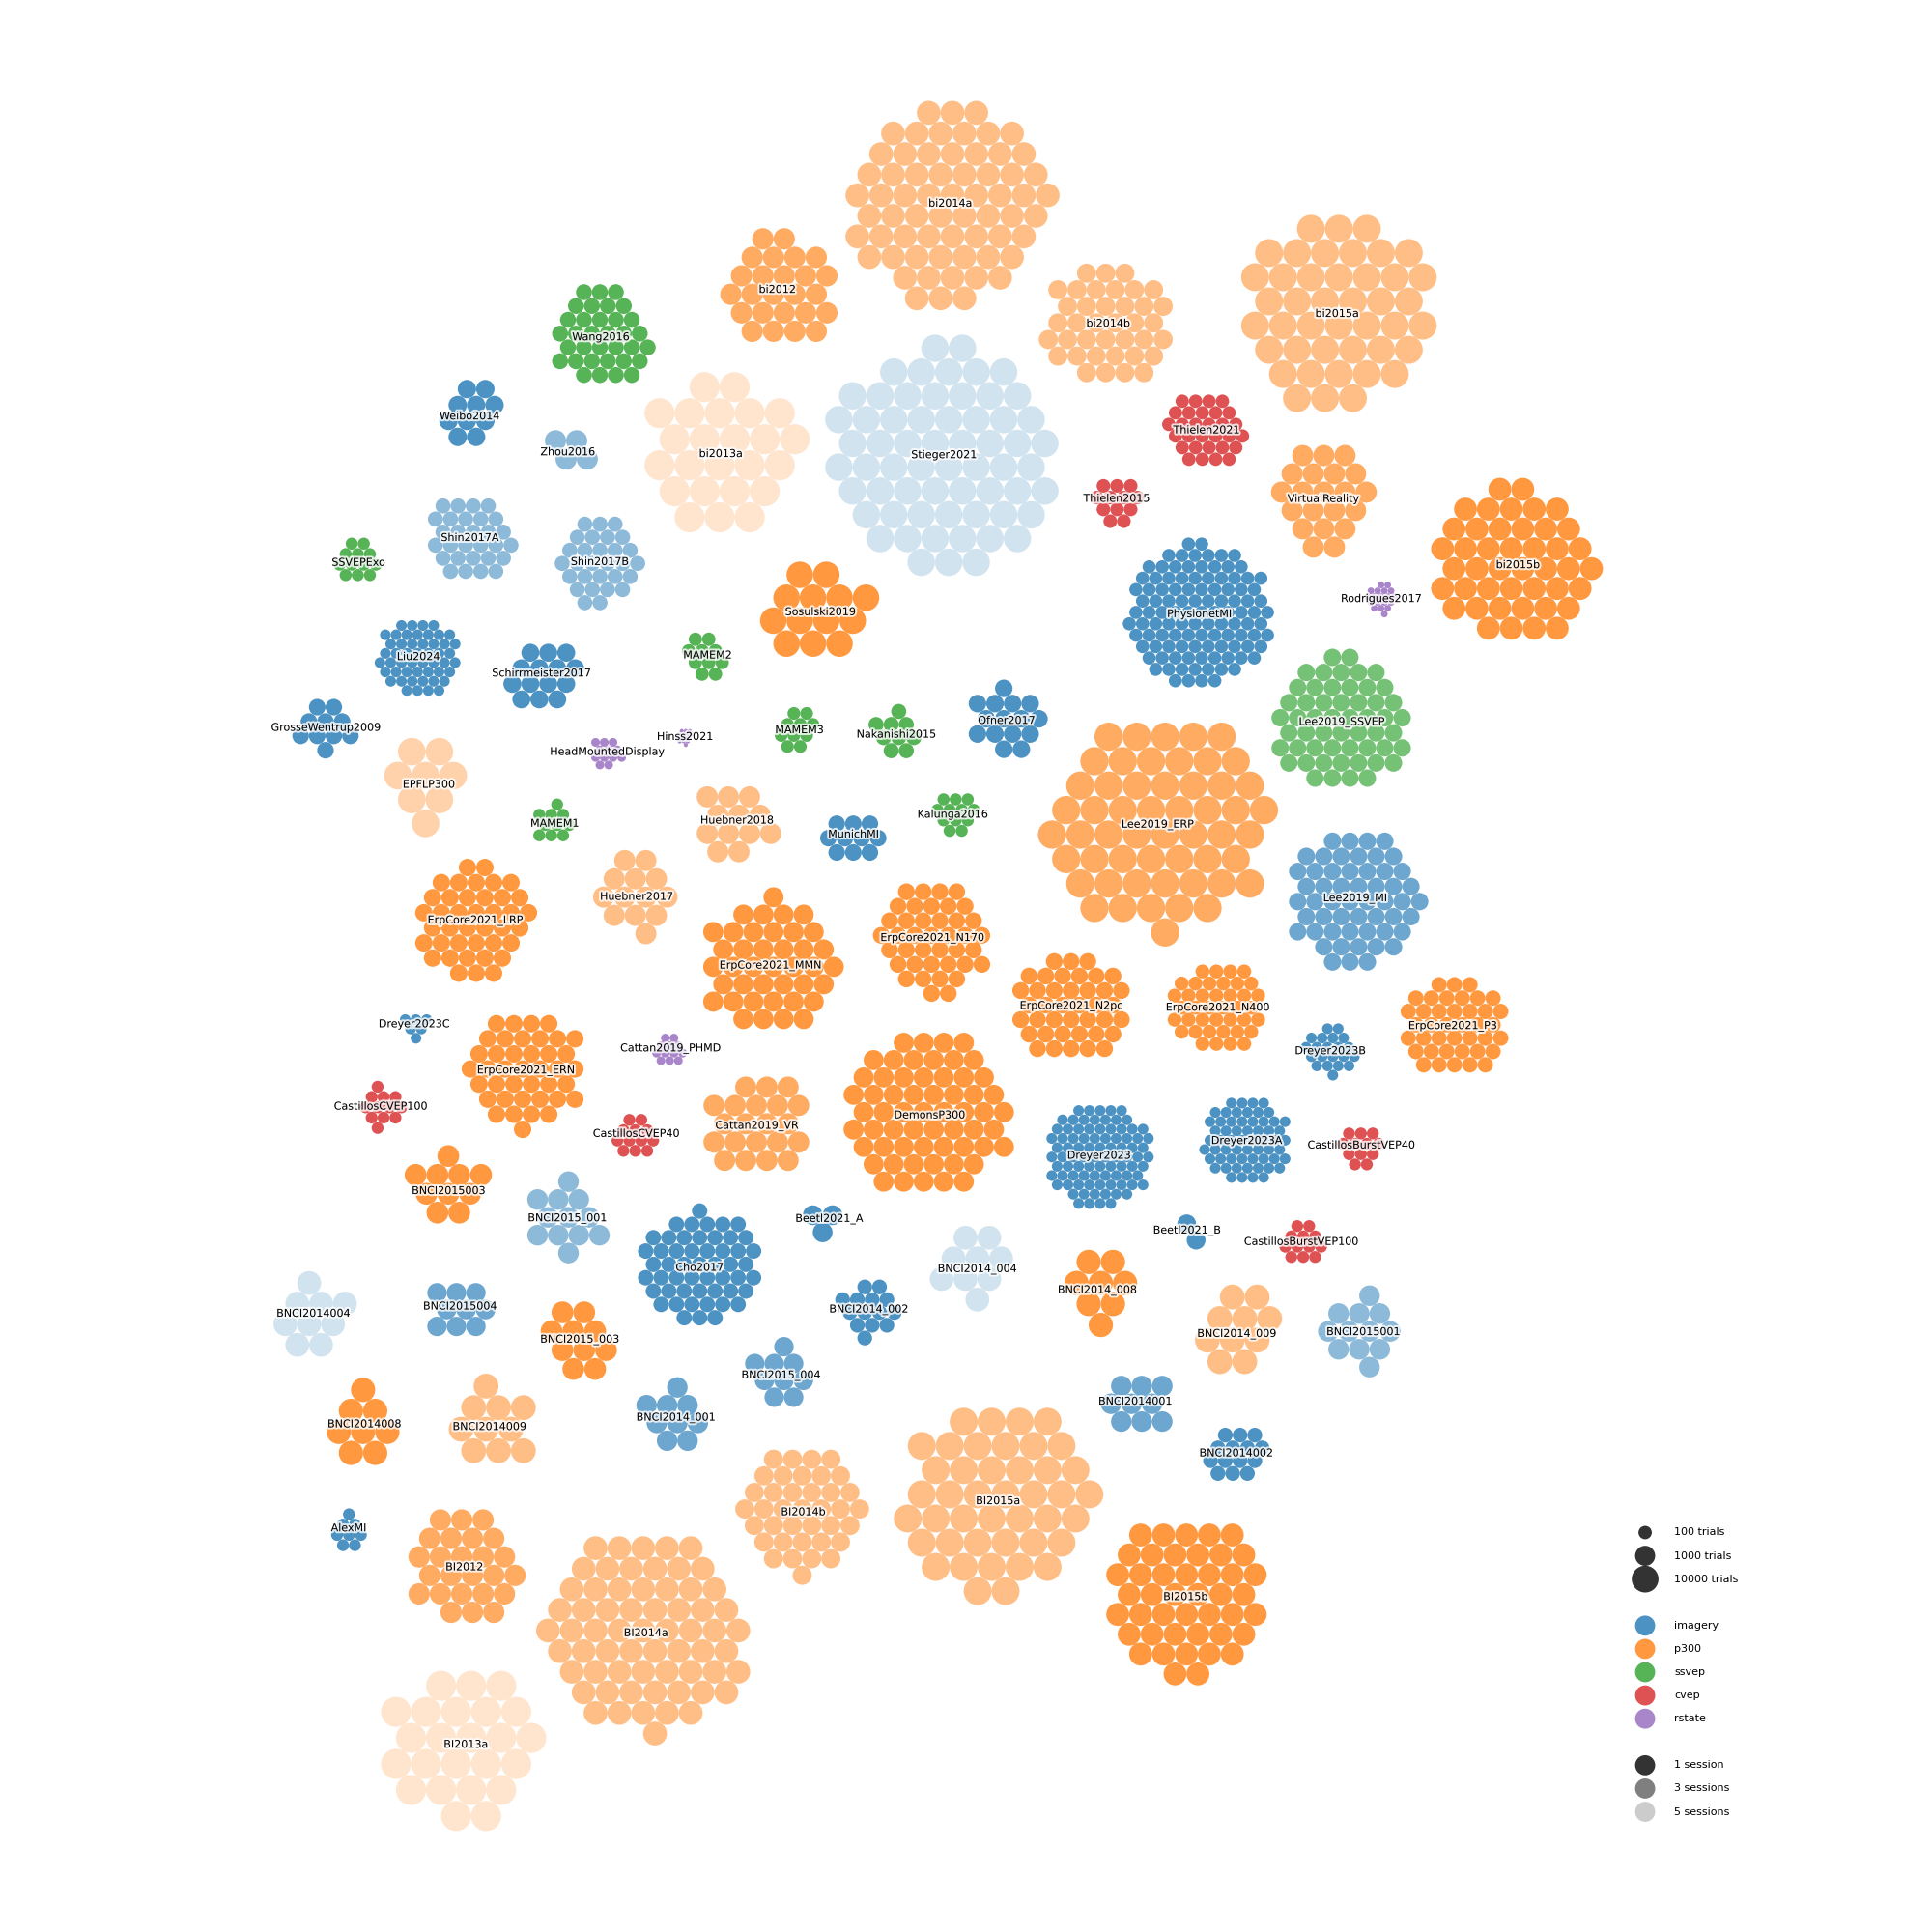 bi2014a
bi2012
bi2015a
bi2014b
Wang2016
Weibo2014
Zhou2016
bi2013a
Stieger2021
Thielen2021
Thielen2015
VirtualReality
Shin2017A
SSVEPExo
Shin2017B
bi2015b
Sosulski2019
PhysionetMI
Rodrigues2017
Liu2024
Schirrmeister2017
MAMEM2
GrosseWentrup2009
HeadMountedDisplay
Hinss2021
MAMEM3
Nakanishi2015
Ofner2017
Lee2019_SSVEP
EPFLP300
MAMEM1
Huebner2018
MunichMI
Kalunga2016
Lee2019_ERP
Huebner2017
Lee2019_MI
ErpCore2021_LRP
ErpCore2021_MMN
ErpCore2021_N170
ErpCore2021_N2pc
ErpCore2021_N400
ErpCore2021_P3
Dreyer2023C
ErpCore2021_ERN
Cattan2019_PHMD
Dreyer2023B
CastillosCVEP100
CastillosCVEP40
Cattan2019_VR
DemonsP300
Dreyer2023
Dreyer2023A
CastillosBurstVEP40
BNCI2015003
BNCI2015_001
Beetl2021_A
Beetl2021_B
CastillosBurstVEP100
Cho2017
BNCI2014_004
BNCI2014_008
BNCI2014004
BNCI2015004
BNCI2015_003
BNCI2014_002
BNCI2014_009
BNCI2015001
BNCI2015_004
BNCI2014008
BNCI2014009
BNCI2014_001
BNCI2014001
BNCI2014002
AlexMI
BI2012
BI2014b
BI2015a
BI2015b
BI2014a
BI2013a
100 trials
1000 trials
10000 trials
imagery
p300
ssvep
cvep
rstate
1 session
3 sessions
5 sessions